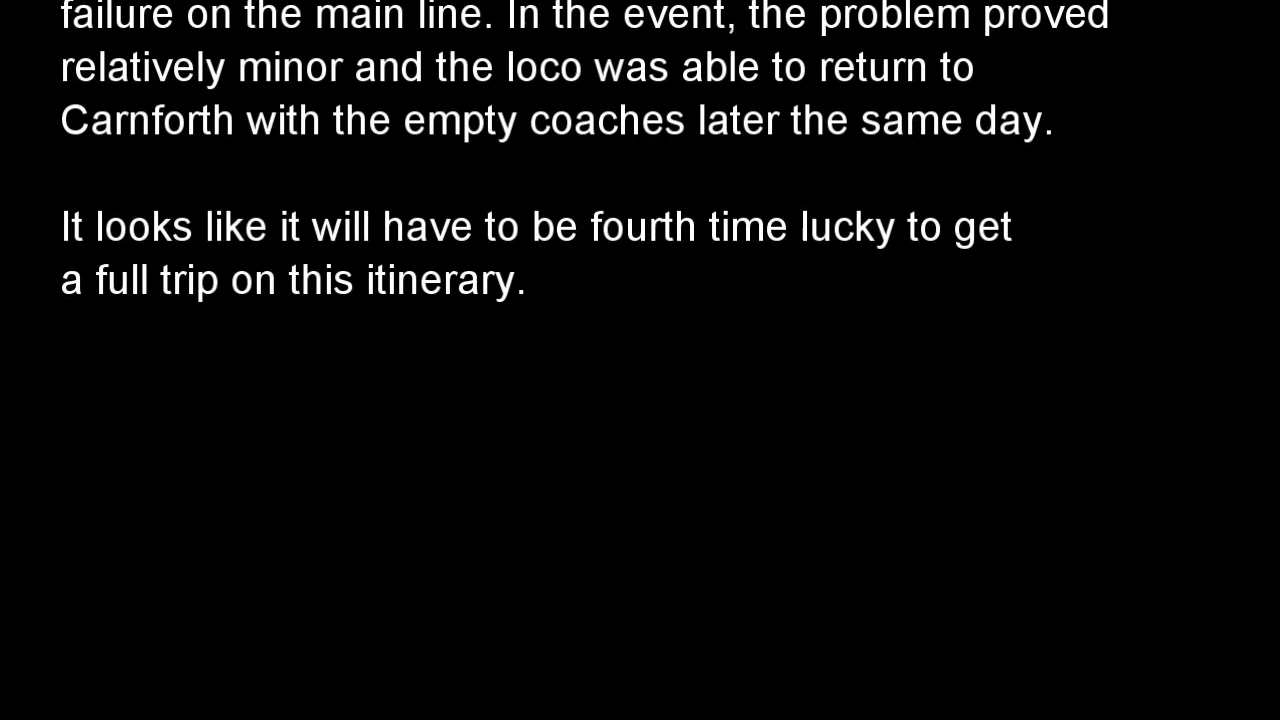 failure on the main line. In the event, the problem proved
relatively minor and the loco was able to return to
Carnforth with the empty coaches later the same day.
It looks like it will have to be fourth time lucky to get
a full trip on this itinerary.